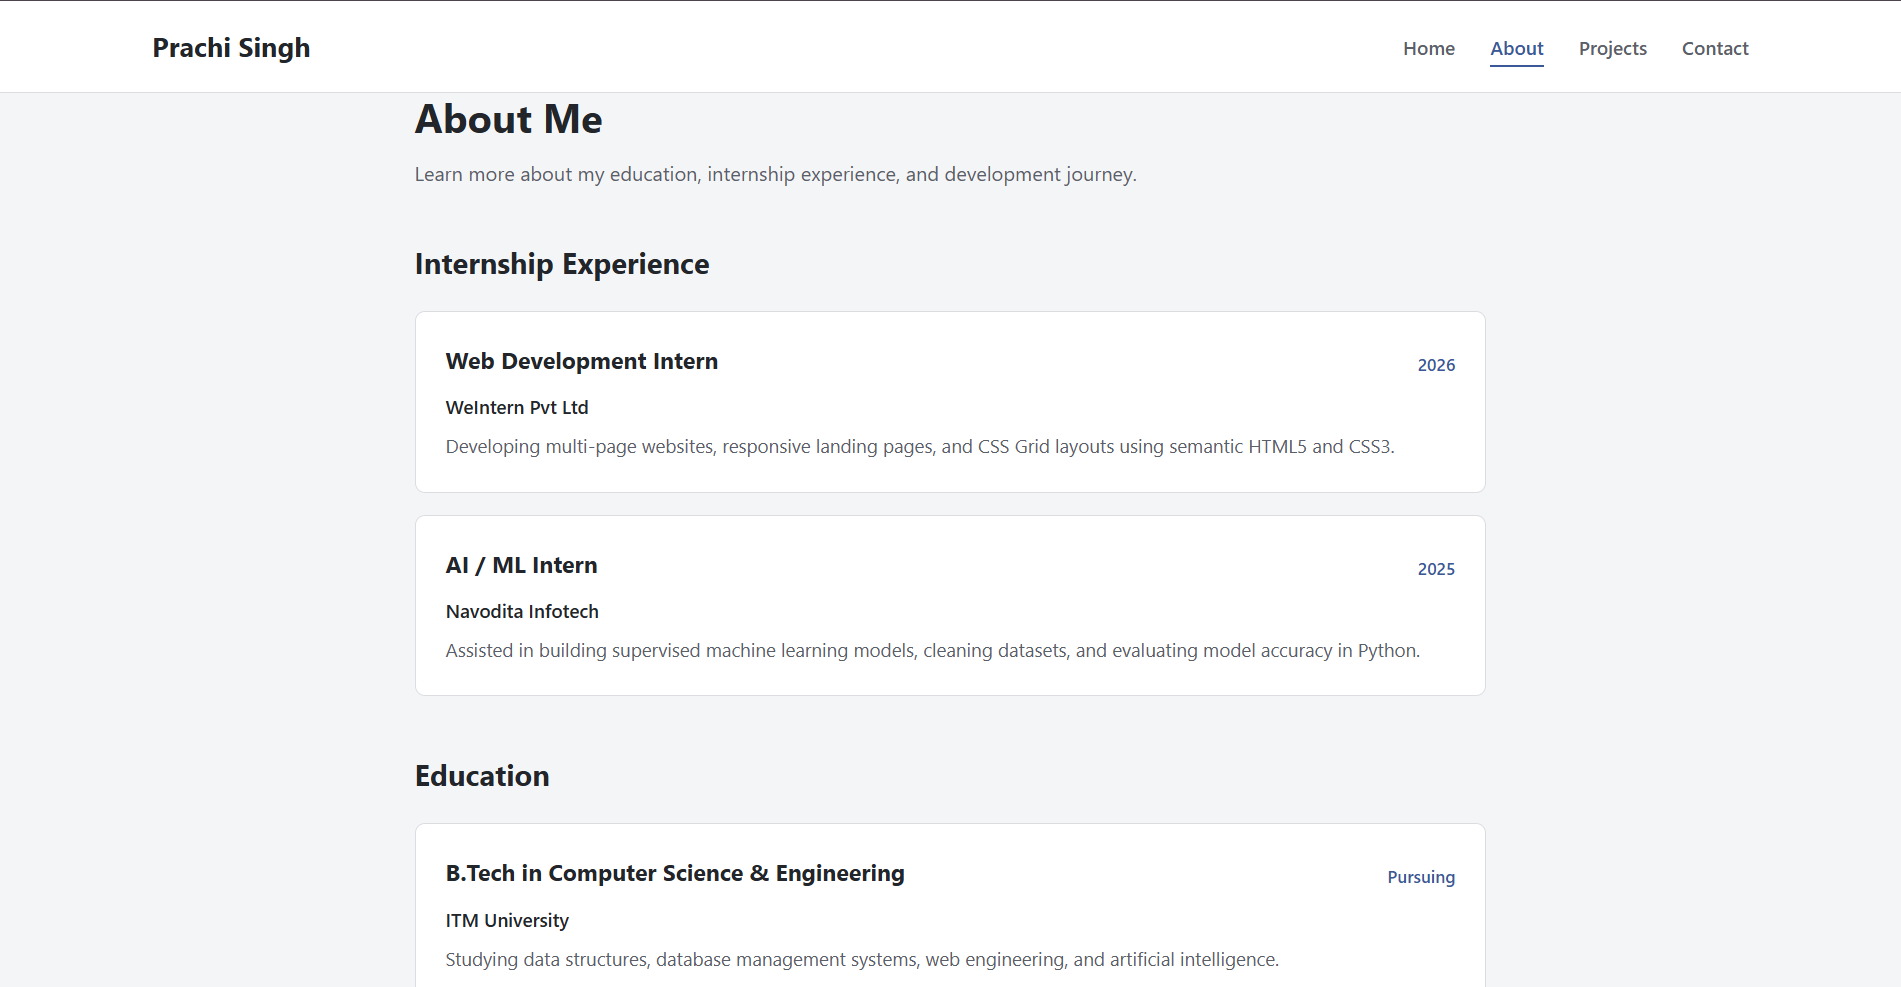 Prachi Singh
Home About Projects Contact
About Me
Learn more about my education, internship experience, and development journey.
Internship Experience
Web Development Intern
2026
WeIntern Pvt Ltd
Developing multi-page websites, responsive landing pages, and CSS Grid layouts using semantic HTML5 and CSS3.
AI / ML Intern
2025
Navodita Infotech
Assisted in building supervised machine learning models, cleaning datasets, and evaluating model accuracy in Python.
Education
B.Tech in Computer Science & Engineering
Pursuing
ITM University
Studying data structures, database management systems, web engineering, and artificial intelligence.